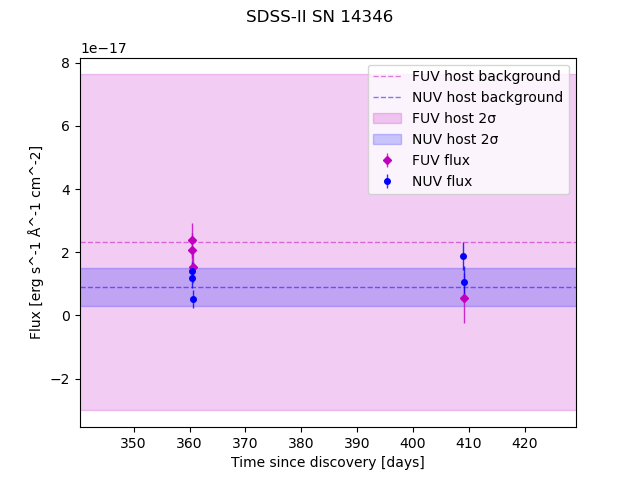 SDSS-II SN 14346
1e−17
FUV host background
NUV host background
FUV host 2σ
NUV host 2σ
FUV flux
NUV flux
8
6
4
2
0
−2
Flux [erg s^-1 Å^-1 cm^-2]
350 360 370 380 390 400 410 420
Time since discovery [days]